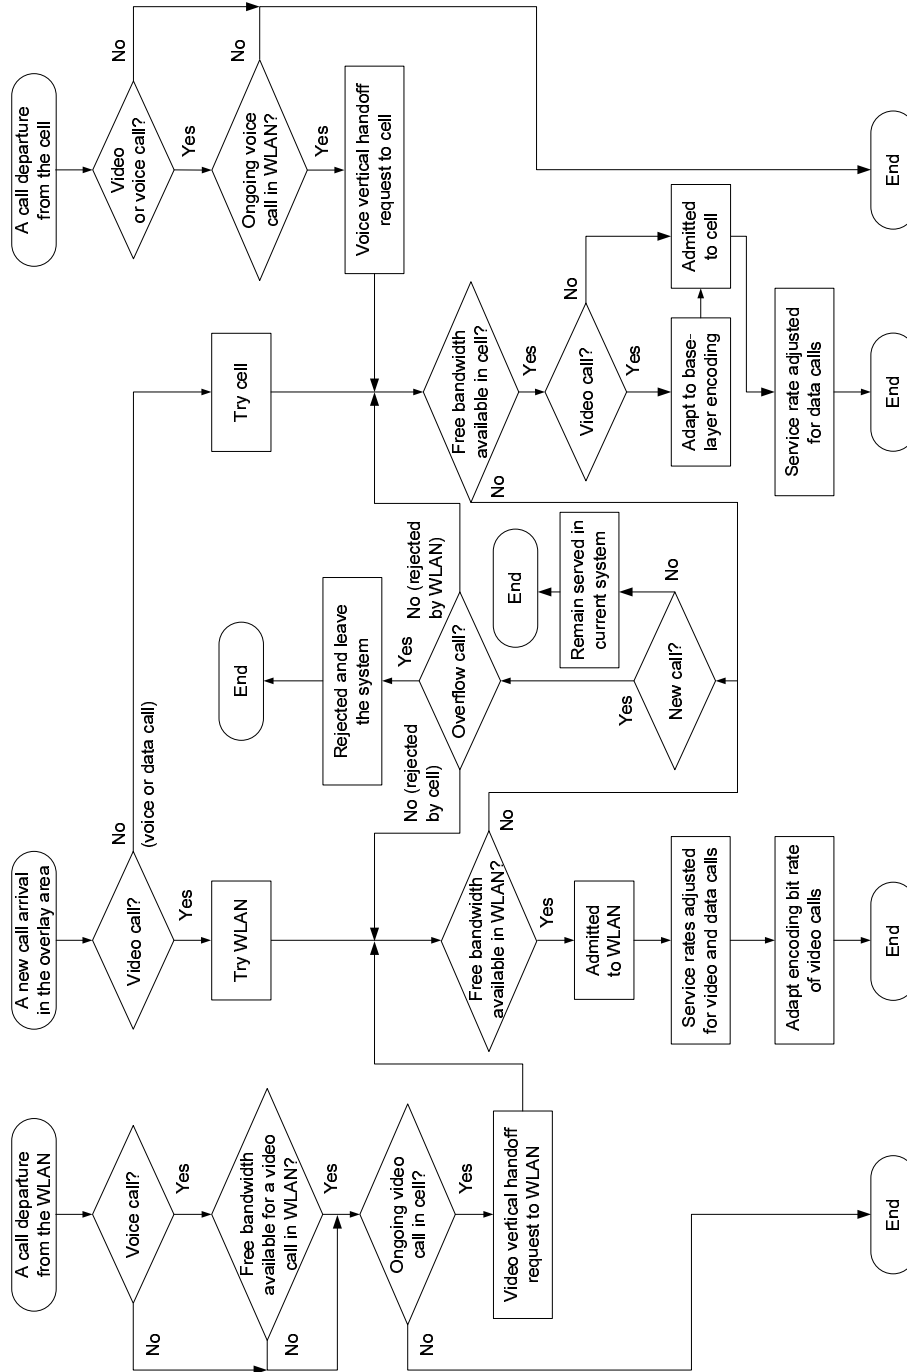 A call departure
from the WLAN
Voice call?
Yes
No
Free bandwidth
available for a video
call in WLAN?
Yes
No
Ongoing video
call in cell?
Yes
No
Video vertical handoff
request to WLAN
End
A new call arrival
in the overlay area
Video call?
Yes
No
(voice or data call)
Try WLAN
Free bandwidth
available in WLAN?
Yes
No
Admitted
to WLAN
Service rates adjusted
for video and data calls
Adapt encoding bit rate
of video calls
End
End
Rejected and leave
the system
Yes
Overflow call?
No (rejected
by cell)
No (rejected
by WLAN)
End
Remain served in
current system
Yes
No
New call?
Try cell
Free bandwidth
available in cell?
Yes
No
Video call?
Yes
No
Adapt to base-
layer encoding
Admitted
to cell
Service rate adjusted
for data calls
End
A call departure
from the cell
Video
or voice call?
Yes
No
Ongoing voice
call in WLAN?
Yes
No
Voice vertical handoff
request to cell
End